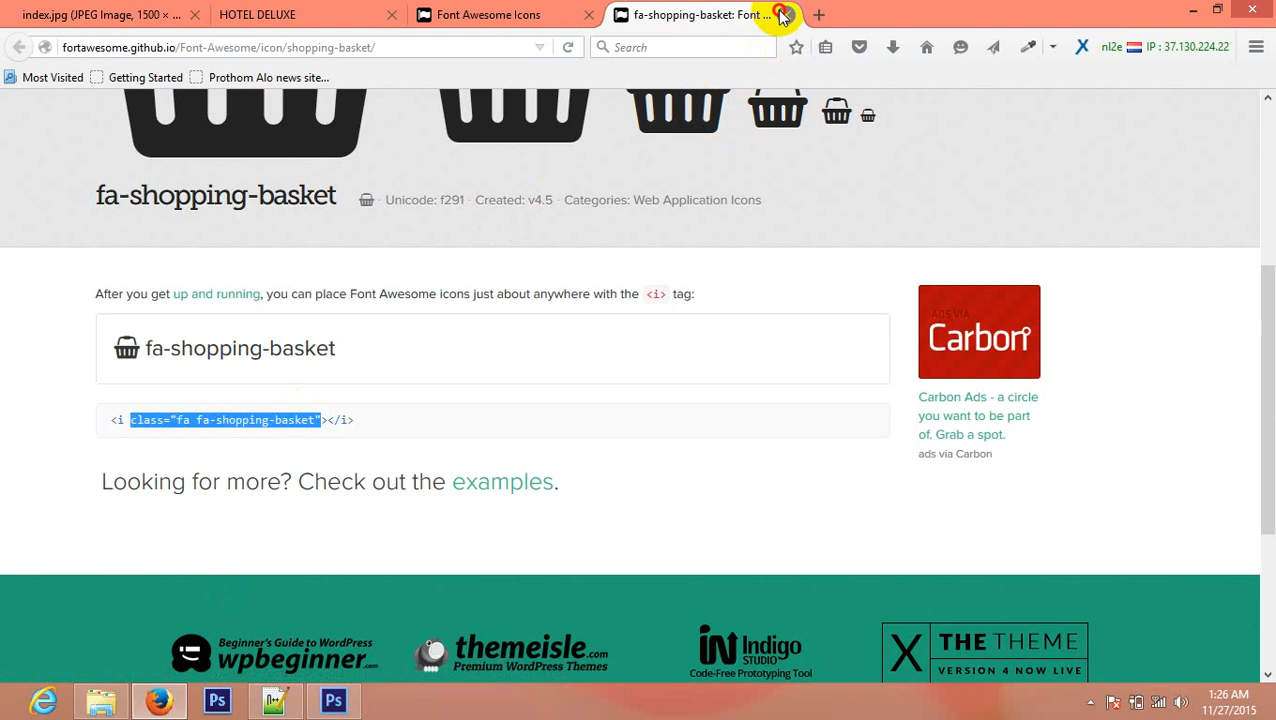 index.jpg (JPEG Image, 1500 × ...
HOTEL DELUXE
Font Awesome Icons
fa-shopping-basket: Font ...
fortawesome.github.io/Font-Awesome/icon/shopping-basket/
Search
nl2e
IP : 37.130.224.22
Most Visited
Getting Started
Prothom Alo news site...
fa-shopping-basket
· Unicode: f291 · Created: v4.5 · Categories: Web Application Icons
After you get up and running, you can place Font Awesome icons just about anywhere with the <i> tag:
fa-shopping-basket
<i class="fa fa-shopping-basket"></i>
Looking for more? Check out the examples.
ADS VIA
Carbon
Carbon Ads - a circle
you want to be part
of. Grab a spot.
ads via Carbon
Beginner's Guide to WordPress
wpbeginner.com
themeisle.com
Premium WordPress Themes
iN Indigo
STUDIO
Code-Free Prototyping Tool
X THE THEME
VERSION 4 NOW LIVE
Ps
Ps
1:26 AM
11/27/2015